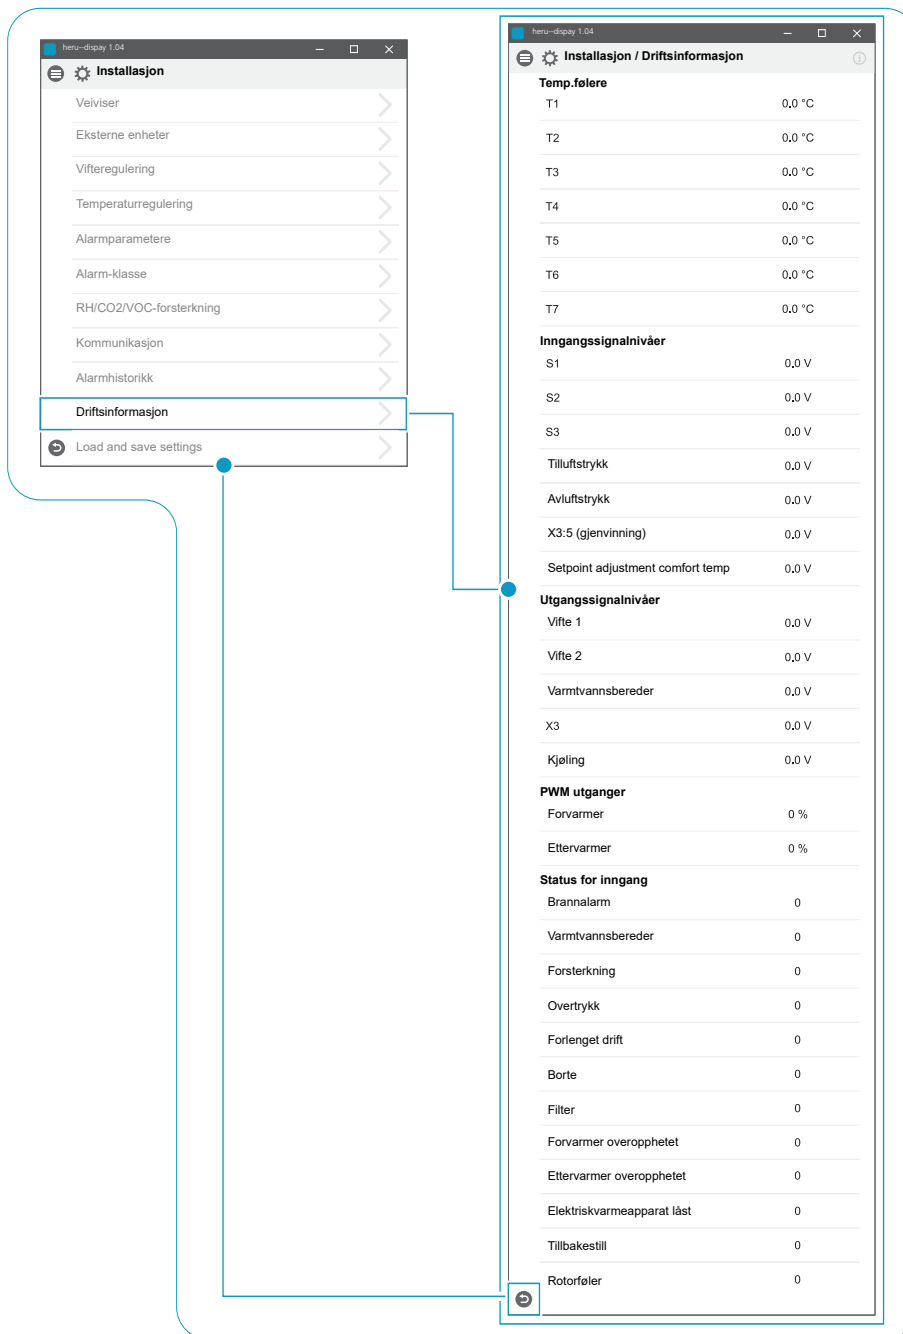 heru--dispay 1.04
Installasjon
Veiviser
Eksterne enheter
Vifteregulering
Temperaturregulering
Alarmparametere
Alarm-klasse
RH/CO2/VOC-forsterkning
Kommunikasjon
Alarmhistorikk
Driftsinformasjon
Load and save settings
heru--dispay 1.04
Installasjon / Driftsinformasjon
Temp.følere
T1 0.0 °C
T2 0.0 °C
T3 0.0 °C
T4 0.0 °C
T5 0.0 °C
T6 0.0 °C
T7 0.0 °C
Inngangssignalnivåer
S1 0.0 V
S2 0.0 V
S3 0.0 V
Tilluftstrykk 0.0 V
Avluftstrykk 0.0 V
X3:5 (gjenvinning) 0.0 V
Setpoint adjustment comfort temp 0.0 V
Utgangssignalnivåer
Vifte 1 0.0 V
Vifte 2 0.0 V
Varmtvannsbereder 0.0 V
X3 0.0 V
Kjøling 0.0 V
PWM utganger
Forvarmer 0 %
Ettervarmer 0 %
Status for inngang
Brannalarm 0
Varmtvannsbereder 0
Forsterkning 0
Overtrykk 0
Forlenget drift 0
Borte 0
Filter 0
Forvarmer overopphetet 0
Ettervarmer overopphetet 0
Elektriskvarmeapparat låst 0
Tillbakestill 0
Rotorføler 0